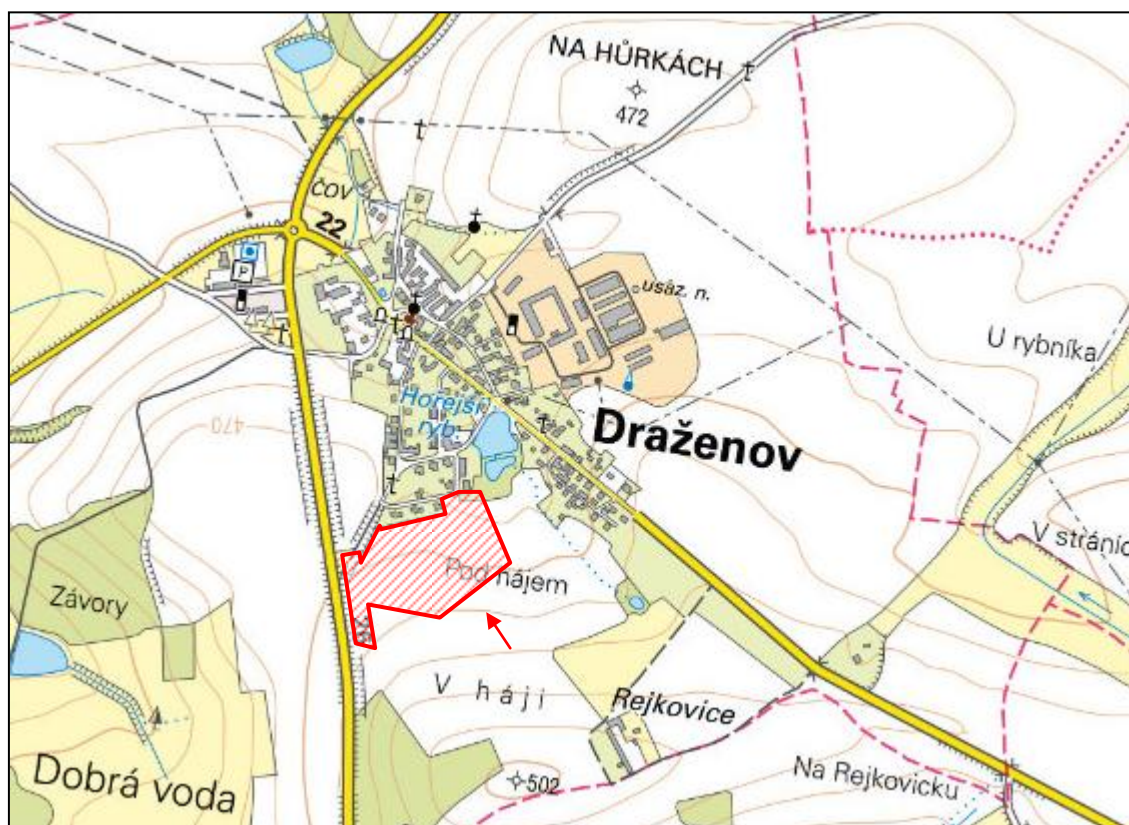 NA HŮRKÁCH
472
ČOV
22
P
usáz. n.
U rybníka
Hořejší
ryb.
470
Draženov
V stránic
Pod hájem
Závory
V háji
Rejkovice
502
Na Rejkovicku
Dobrá voda